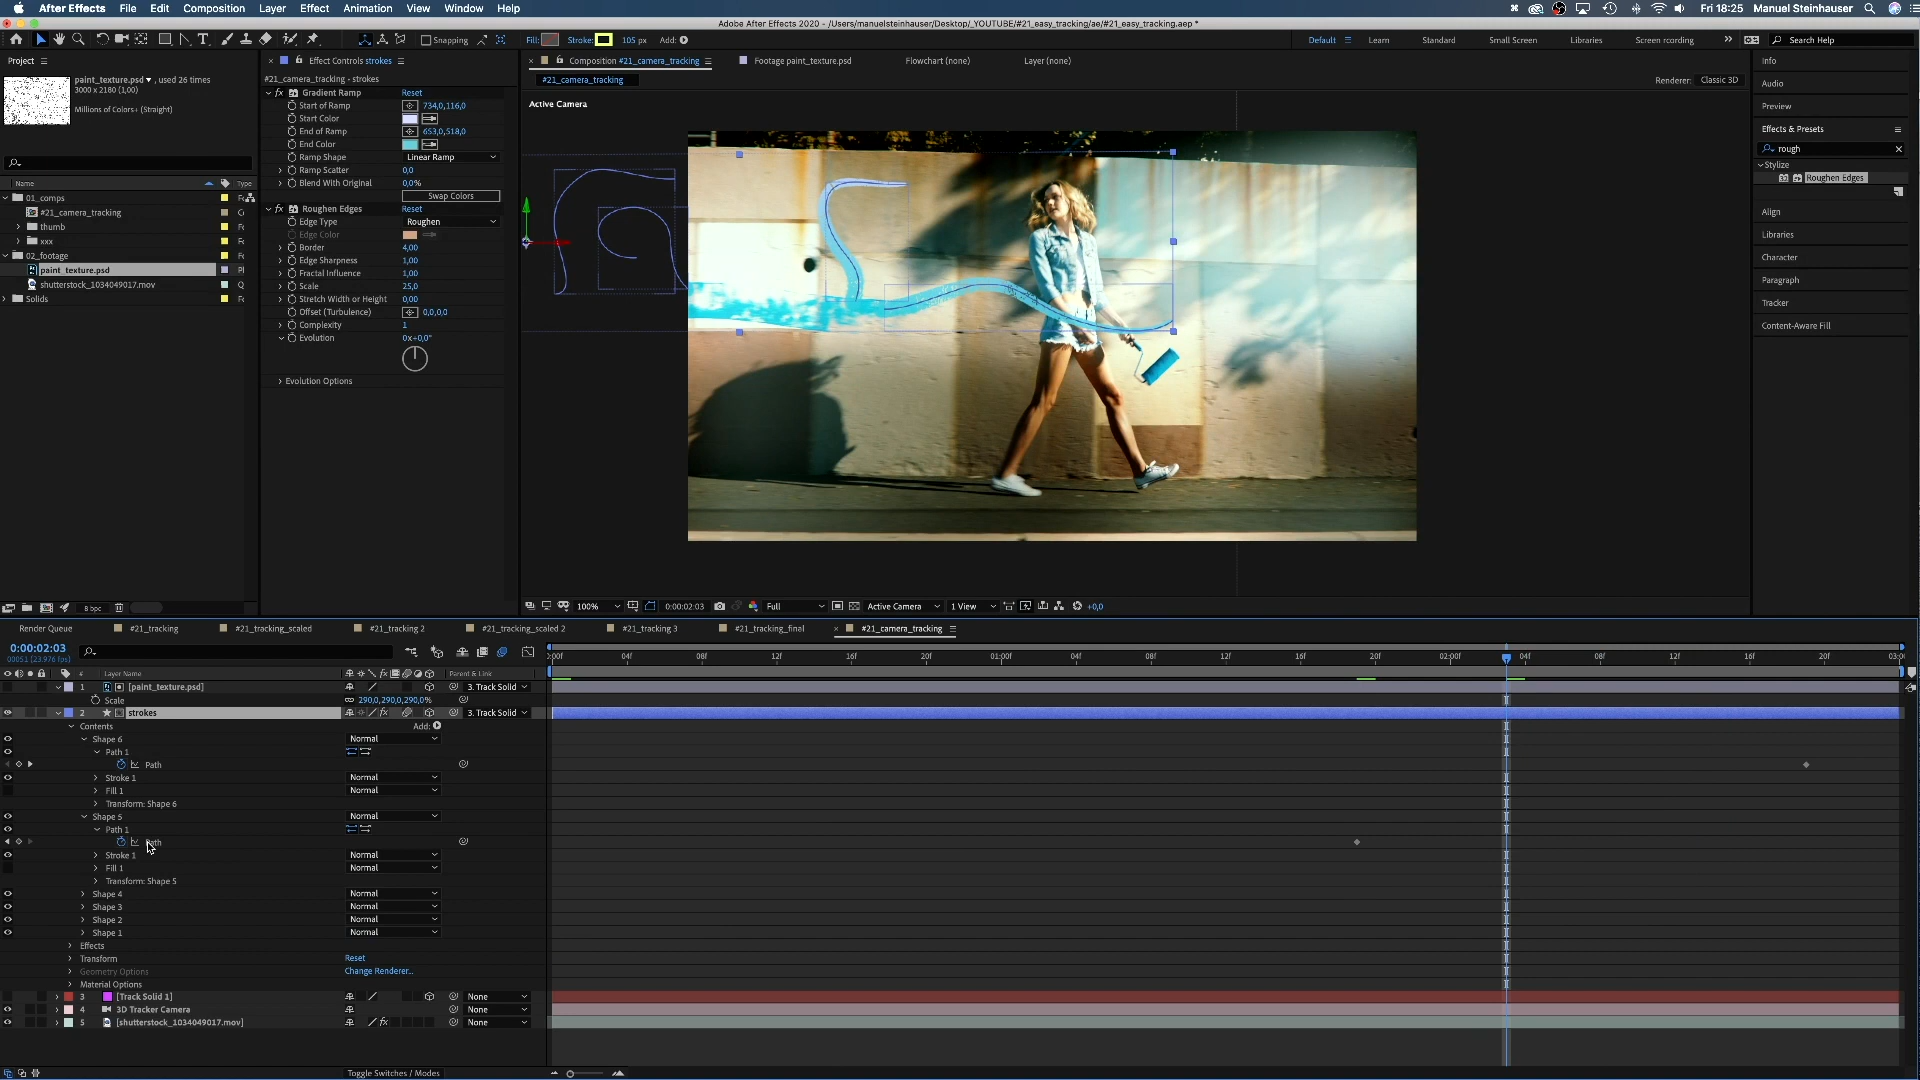 After Effects File Edit Composition Layer Effect Animation View Window Help
Fri 18:25 Manuel Steinhauser
Adobe After Effects 2020 - /Users/manuelsteinhauser/Desktop/_YOUTUBE/#21_easy_tracking/ae/#21_easy_tracking.aep *
Snapping Fill: Stroke: 105 px Add: Default Learn Standard Small Screen Libraries Screen rcording Search Help
Project
paint_texture.psd , used 26 times
3000 x 2180 (1,00)
Millions of Colors+ (Straight)
Name Type
01_comps
#21_camera_tracking
thumb
xxx
02_footage
paint_texture.psd
shutterstock_1034049017.mov
Solids
8 bpc
Effect Controls strokes
#21_camera_tracking - strokes
fx Gradient Ramp Reset
Start of Ramp 734,0,116,0
Start Color
End of Ramp 653,0,518,0
End Color
Ramp Shape Linear Ramp
Ramp Scatter 0,0
Blend With Original 0,0%
Swap Colors
fx Roughen Edges Reset
Edge Type Roughen
Edge Color
Border 4,00
Edge Sharpness 1,00
Fractal Influence 1,00
Scale 25,0
Stretch Width or Height 0,00
Offset (Turbulence) 0,0,0,0
Complexity 1
Evolution 0x+0,0°
Evolution Options
Composition #21_camera_tracking Footage paint_texture.psd Flowchart (none) Layer (none)
#21_camera_tracking
Renderer: Classic 3D
Active Camera
100% 0:00:02:03 Full Active Camera 1 View +0,0
Info
Audio
Preview
Effects & Presets
rough
Stylize
Roughen Edges
Align
Libraries
Character
Paragraph
Tracker
Content-Aware Fill
Render Queue #21_tracking #21_tracking_scaled #21_tracking 2 #21_tracking_scaled 2 #21_tracking 3 #21_tracking_final #21_camera_tracking
0:00:02:03
00051 (23.976 fps)
:00f 04f 08f 12f 16f 20f 01:00f 04f 08f 12f 16f 20f 02:00f 04f 08f 12f 16f 20f 03:0
# Layer Name Parent & Link
1 [paint_texture.psd] 3. Track Solid
Scale 290,0,290,0,290,0%
2 strokes fx 3. Track Solid
Contents Add:
Shape 6 Normal
Path 1
Path
Stroke 1 Normal
Fill 1 Normal
Transform: Shape 6
Shape 5 Normal
Path 1
Path
Stroke 1 Normal
Fill 1 Normal
Transform: Shape 5
Shape 4 Normal
Shape 3 Normal
Shape 2 Normal
Shape 1 Normal
Effects
Transform Reset
Geometry Options Change Renderer...
Material Options
3 [Track Solid 1] None
4 3D Tracker Camera None
5 [shutterstock_1034049017.mov] fx None
Toggle Switches / Modes